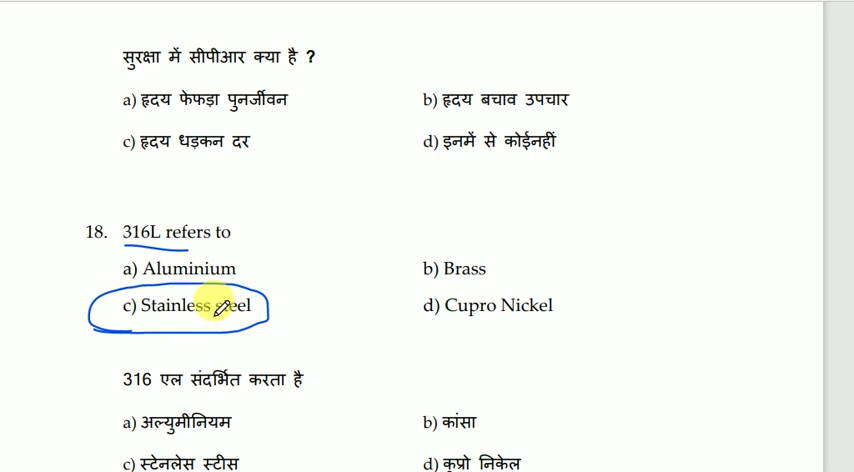 सुरक्षा में सीपीआर क्या है ?
a) हृदय फेफड़ा पुनर्जीवन b) हृदय बचाव उपचार
c) हृदय धड़कन दर d) इनमें से कोईनहीं
18. 316L refers to
a) Aluminium b) Brass
c) Stainless steel d) Cupro Nickel
316 एल संदर्भित करता है
a) अल्युमीनियम b) कांसा
c) स्टेनलेस स्टीस d) कुप्रो निकेल